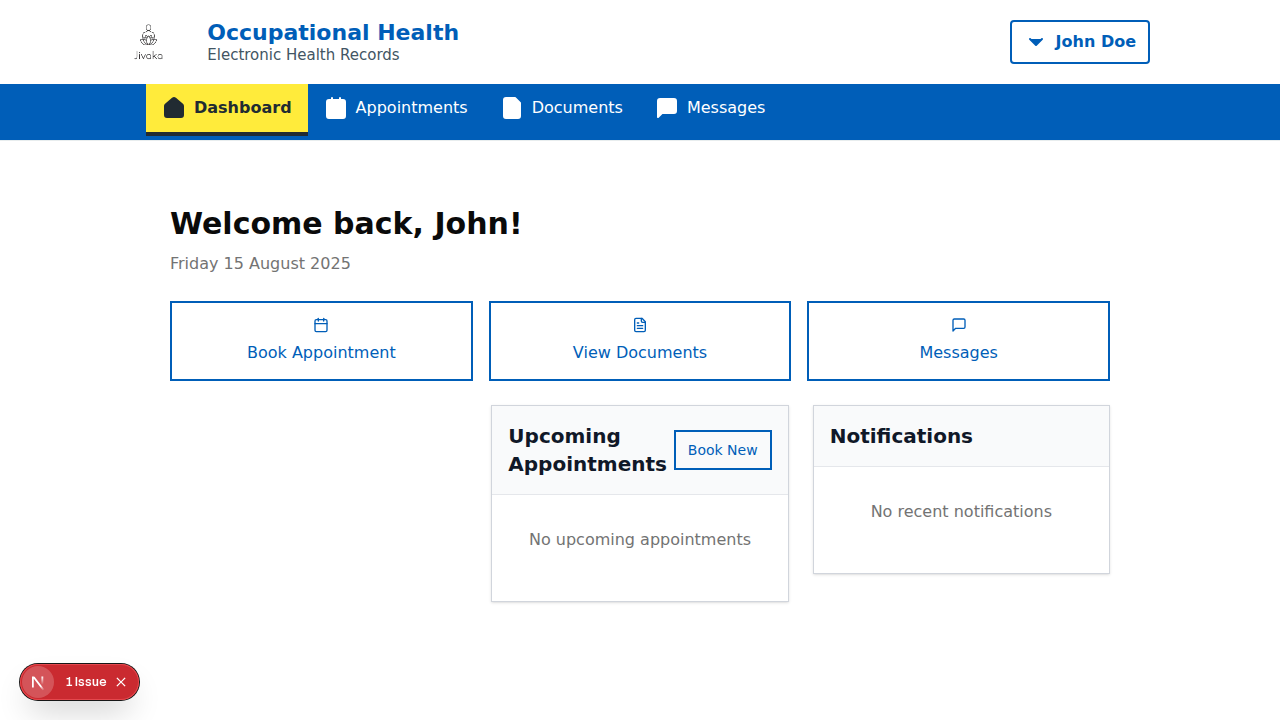 Jivaka
Occupational Health
Electronic Health Records
John Doe
Dashboard
Appointments
Documents
Messages
Welcome back, John!
Friday 15 August 2025
Book Appointment
View Documents
Messages
Upcoming
Appointments
Book New
No upcoming appointments
Notifications
No recent notifications
N
1 Issue